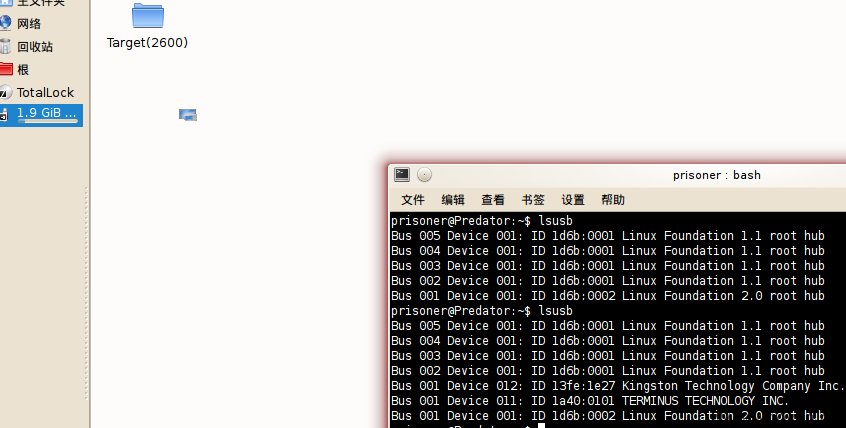 主文件夹
网络
回收站
根
TotalLock
1.9 GiB ...
Target(2600)
prisoner : bash
文件 编辑 查看 书签 设置 帮助
prisoner@Predator:~$ lsusb
Bus 005 Device 001: ID 1d6b:0001 Linux Foundation 1.1 root hub
Bus 004 Device 001: ID 1d6b:0001 Linux Foundation 1.1 root hub
Bus 003 Device 001: ID 1d6b:0001 Linux Foundation 1.1 root hub
Bus 002 Device 001: ID 1d6b:0001 Linux Foundation 1.1 root hub
Bus 001 Device 001: ID 1d6b:0002 Linux Foundation 2.0 root hub
prisoner@Predator:~$ lsusb
Bus 005 Device 001: ID 1d6b:0001 Linux Foundation 1.1 root hub
Bus 004 Device 001: ID 1d6b:0001 Linux Foundation 1.1 root hub
Bus 003 Device 001: ID 1d6b:0001 Linux Foundation 1.1 root hub
Bus 002 Device 001: ID 1d6b:0001 Linux Foundation 1.1 root hub
Bus 001 Device 012: ID 13fe:1e27 Kingston Technology Company Inc.
Bus 001 Device 011: ID 1a40:0101 TERMINUS TECHNOLOGY INC.
Bus 001 Device 001: ID 1d6b:0002 Linux Foundation 2.0 root hub